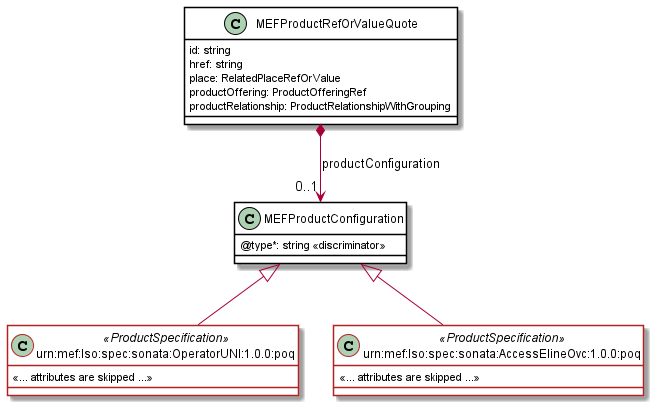 C MEFProductRefOrValueQuote
id: string
href: string
place: RelatedPlaceRefOrValue
productOffering: ProductOfferingRef
productRelationship: ProductRelationshipWithGrouping
productConfiguration
0..1
C MEFProductConfiguration
@type*: string «discriminator»
«ProductSpecification»
C urn:mef:lso:spec:sonata:OperatorUNI:1.0.0:poq
«... attributes are skipped ...»
«ProductSpecification»
C urn:mef:lso:spec:sonata:AccessElineOvc:1.0.0:poq
«... attributes are skipped ...»